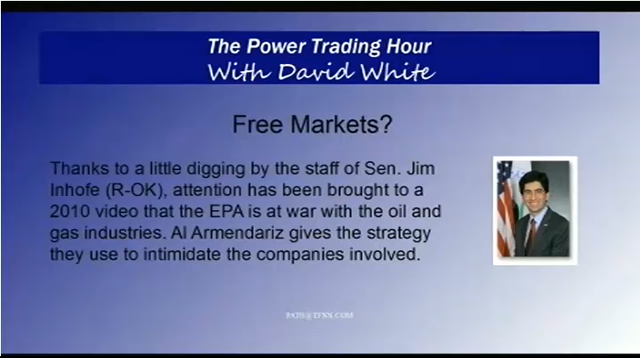 The Power Trading Hour
With David White
Free Markets?
Thanks to a little digging by the staff of Sen. Jim
Inhofe (R-OK), attention has been brought to a
2010 video that the EPA is at war with the oil and
gas industries. Al Armendariz gives the strategy
they use to intimidate the companies involved.